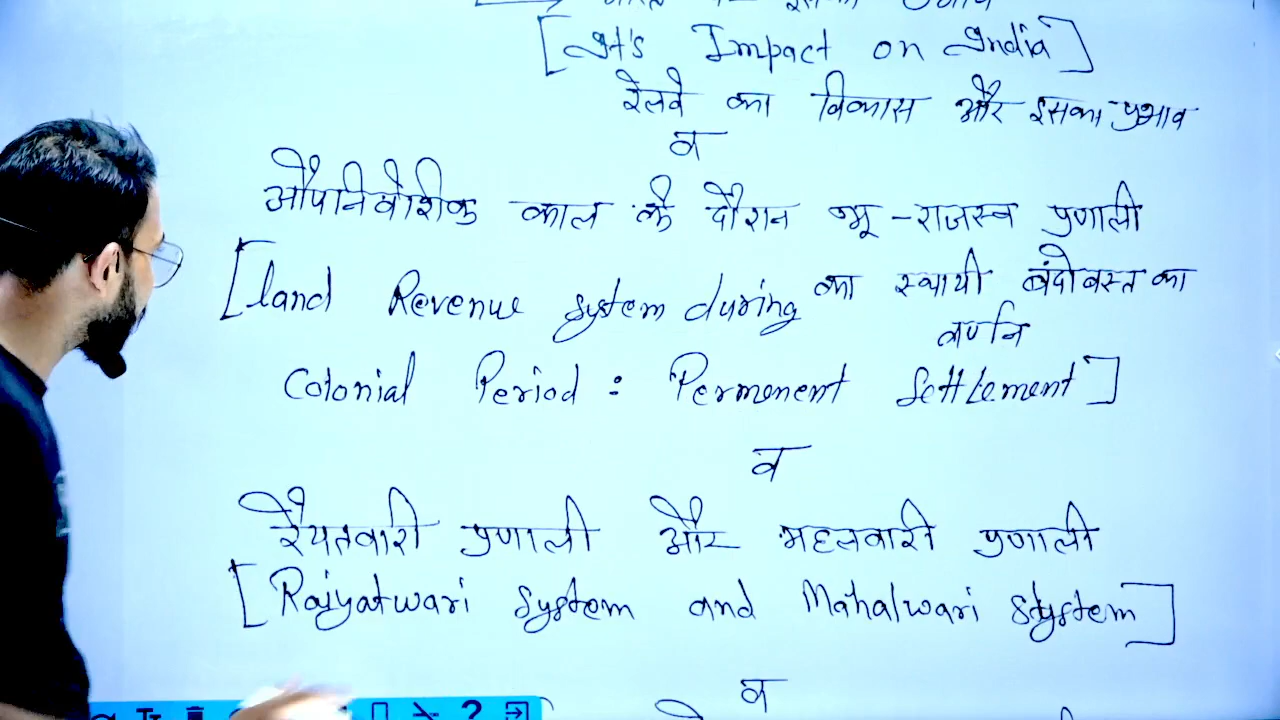 [It's Impact on India]
रेलवे का विकास और इसका प्रभाव
व
औपनिवेशिक काल के दौरान भू-राजस्व प्रणाली
का स्थायी बंदोबस्त का
वर्णन
[land Revenue System during
Colonial Period : Permenent Settlement]
व
रैयतवारी प्रणाली और महलवारी प्रणाली
[Raiyatwari System and Mahalwari System]
व